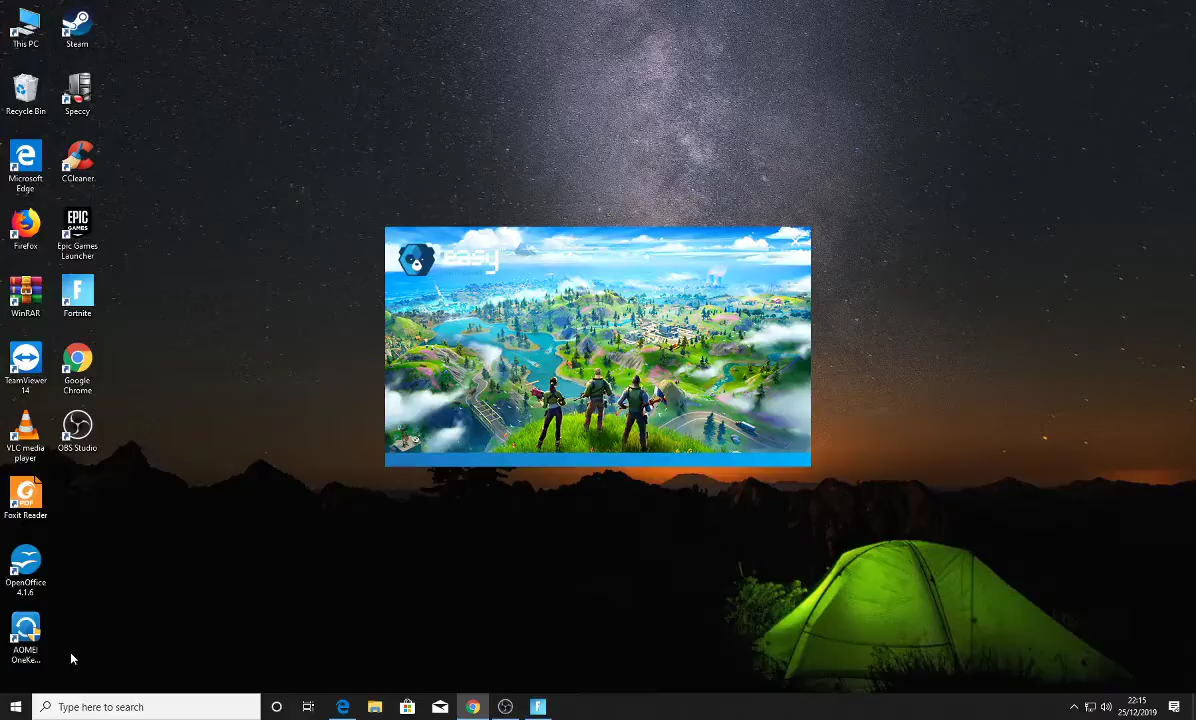 This PC
Steam
Recycle Bin
Speccy
Microsoft
Edge
CCleaner
Firefox
EPIC
GAMES
Epic Games
Launcher
WinRAR
F
Fortnite
TeamViewer
14
Google
Chrome
VLC media
player
OBS Studio
PDF
Foxit Reader
OpenOffice
4.1.6
AOMEI
OneKe...
Easy
Type here to search
F
22:15
25/12/2019